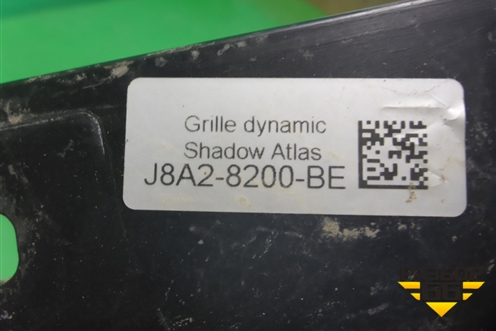 Grille dynamic
Shadow Atlas
J8A2-8200-BE